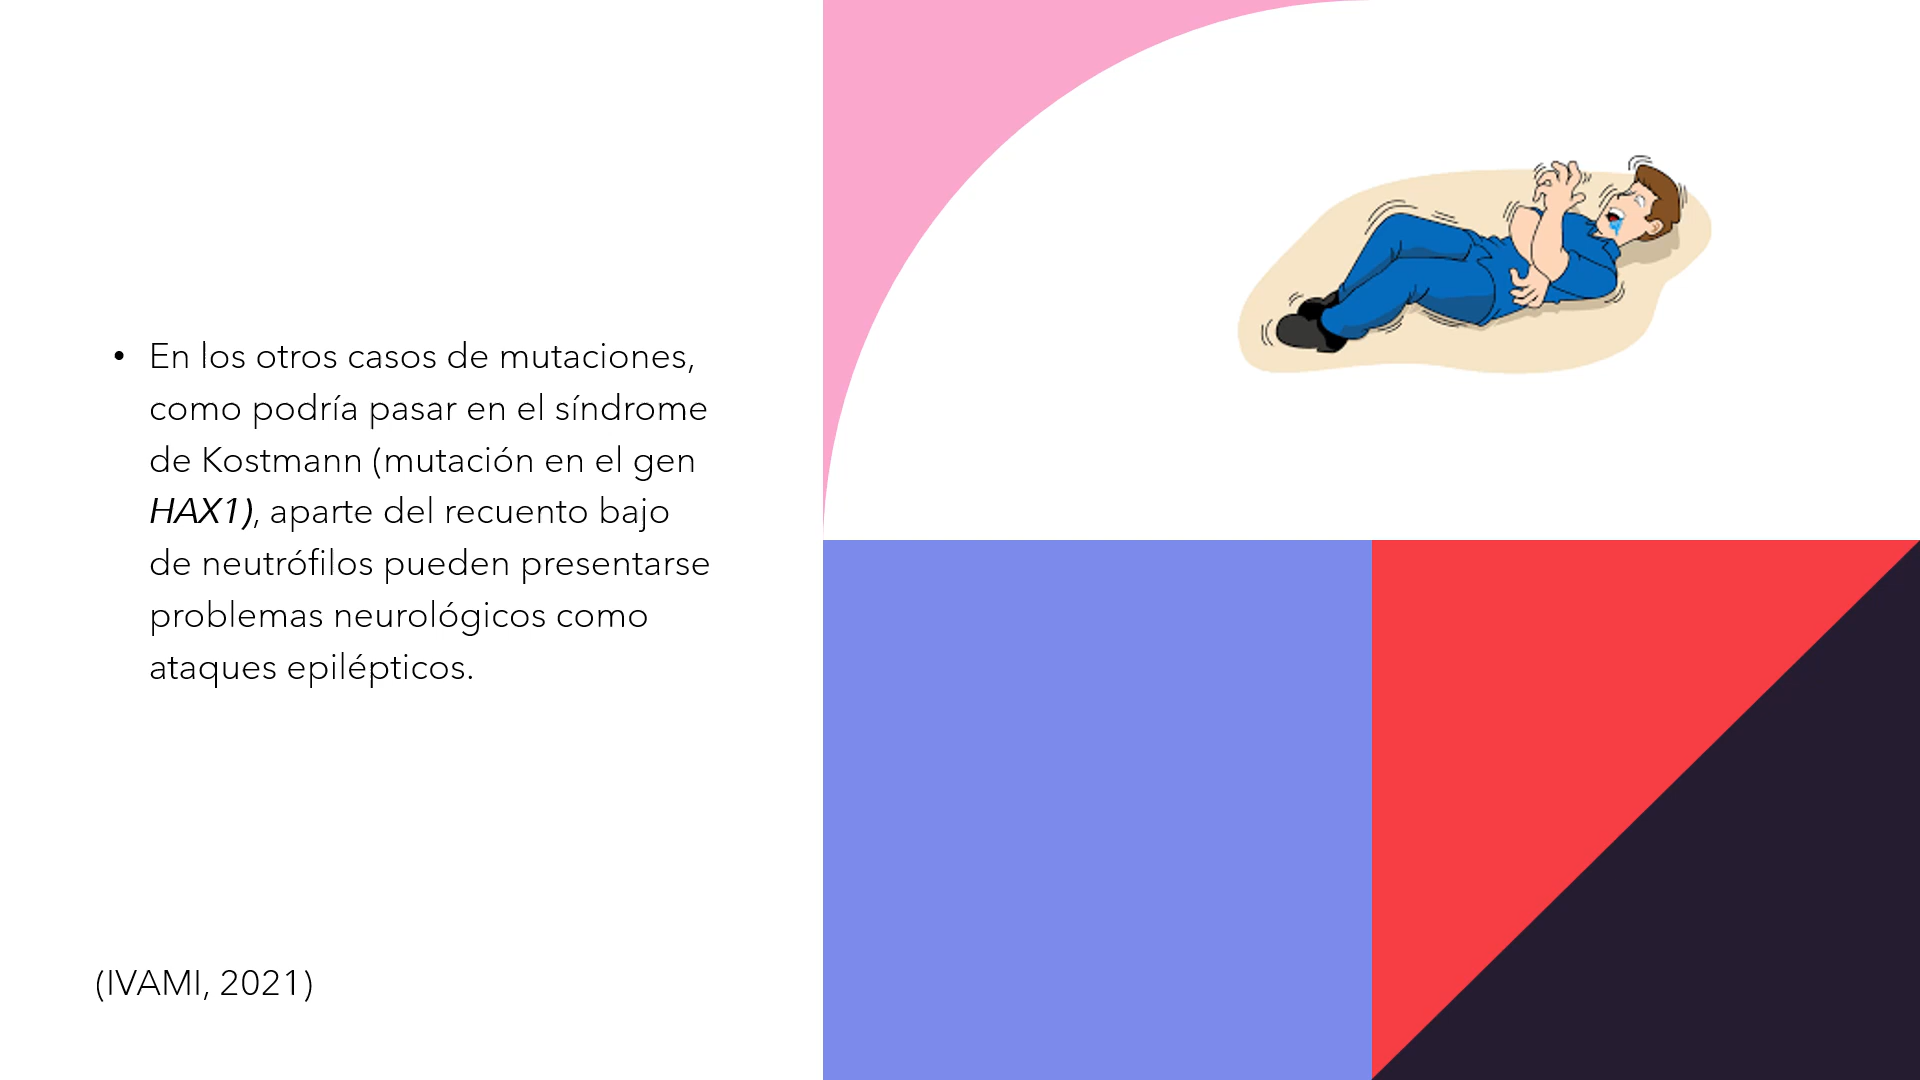 • En los otros casos de mutaciones,
como podría pasar en el síndrome
de Kostmann (mutación en el gen
HAX1), aparte del recuento bajo
de neutrófilos pueden presentarse
problemas neurológicos como
ataques epilépticos.
(IVAMI, 2021)